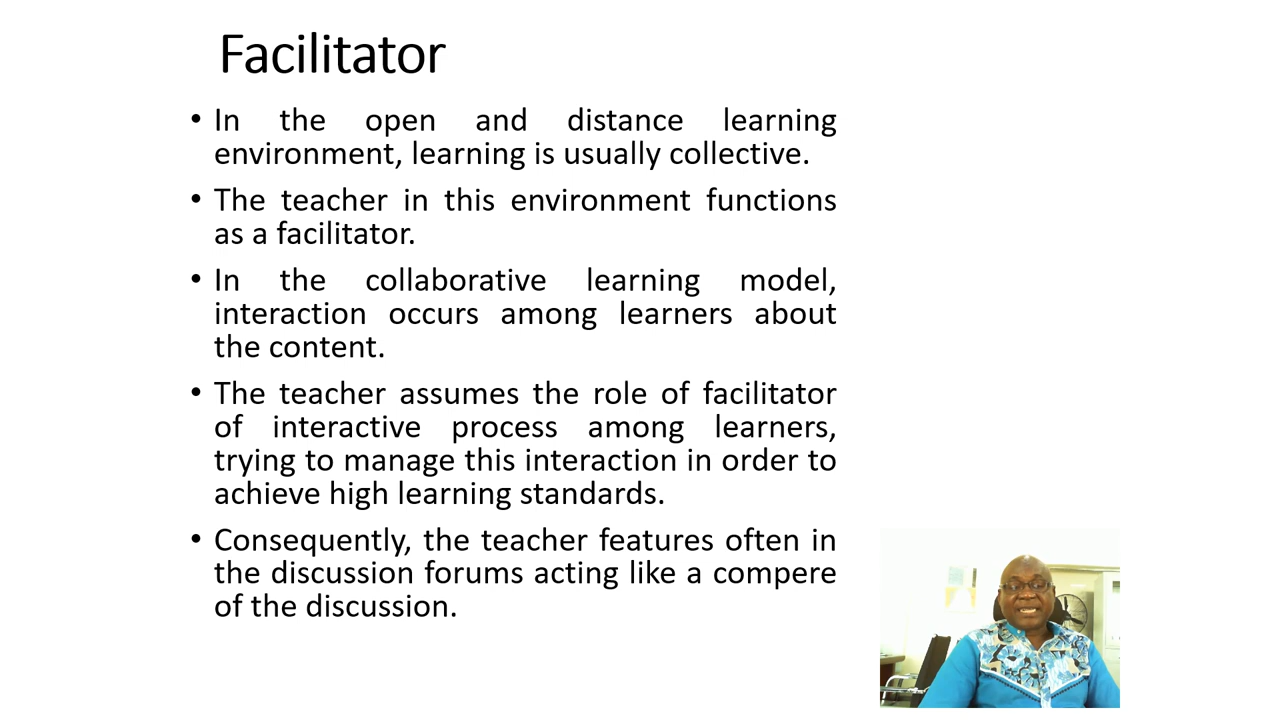 Facilitator
• In the open and distance learning
environment, learning is usually collective.
• The teacher in this environment functions
as a facilitator.
• In the collaborative learning model,
interaction occurs among learners about
the content.
• The teacher assumes the role of facilitator
of interactive process among learners,
trying to manage this interaction in order to
achieve high learning standards.
• Consequently, the teacher features often in
the discussion forums acting like a compere
of the discussion.